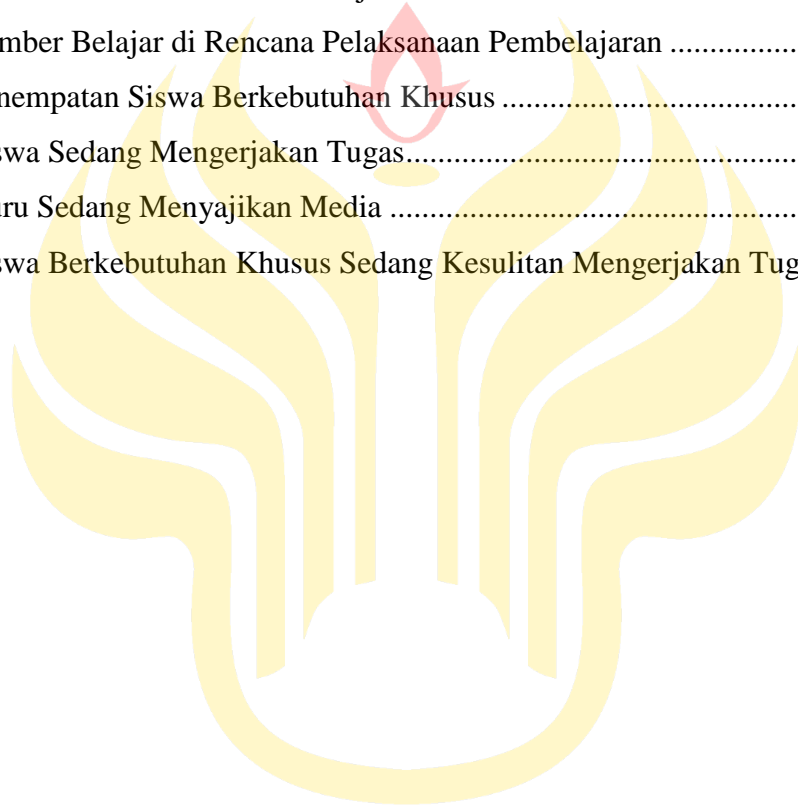 mber Belajar di Rencana Pelaksanaan Pembelajaran ................
nempatan Siswa Berkebutuhan Khusus ......................................
swa Sedang Mengerjakan Tugas..................................................
uru Sedang Menyajikan Media ....................................................
swa Berkebutuhan Khusus Sedang Kesulitan Mengerjakan Tug